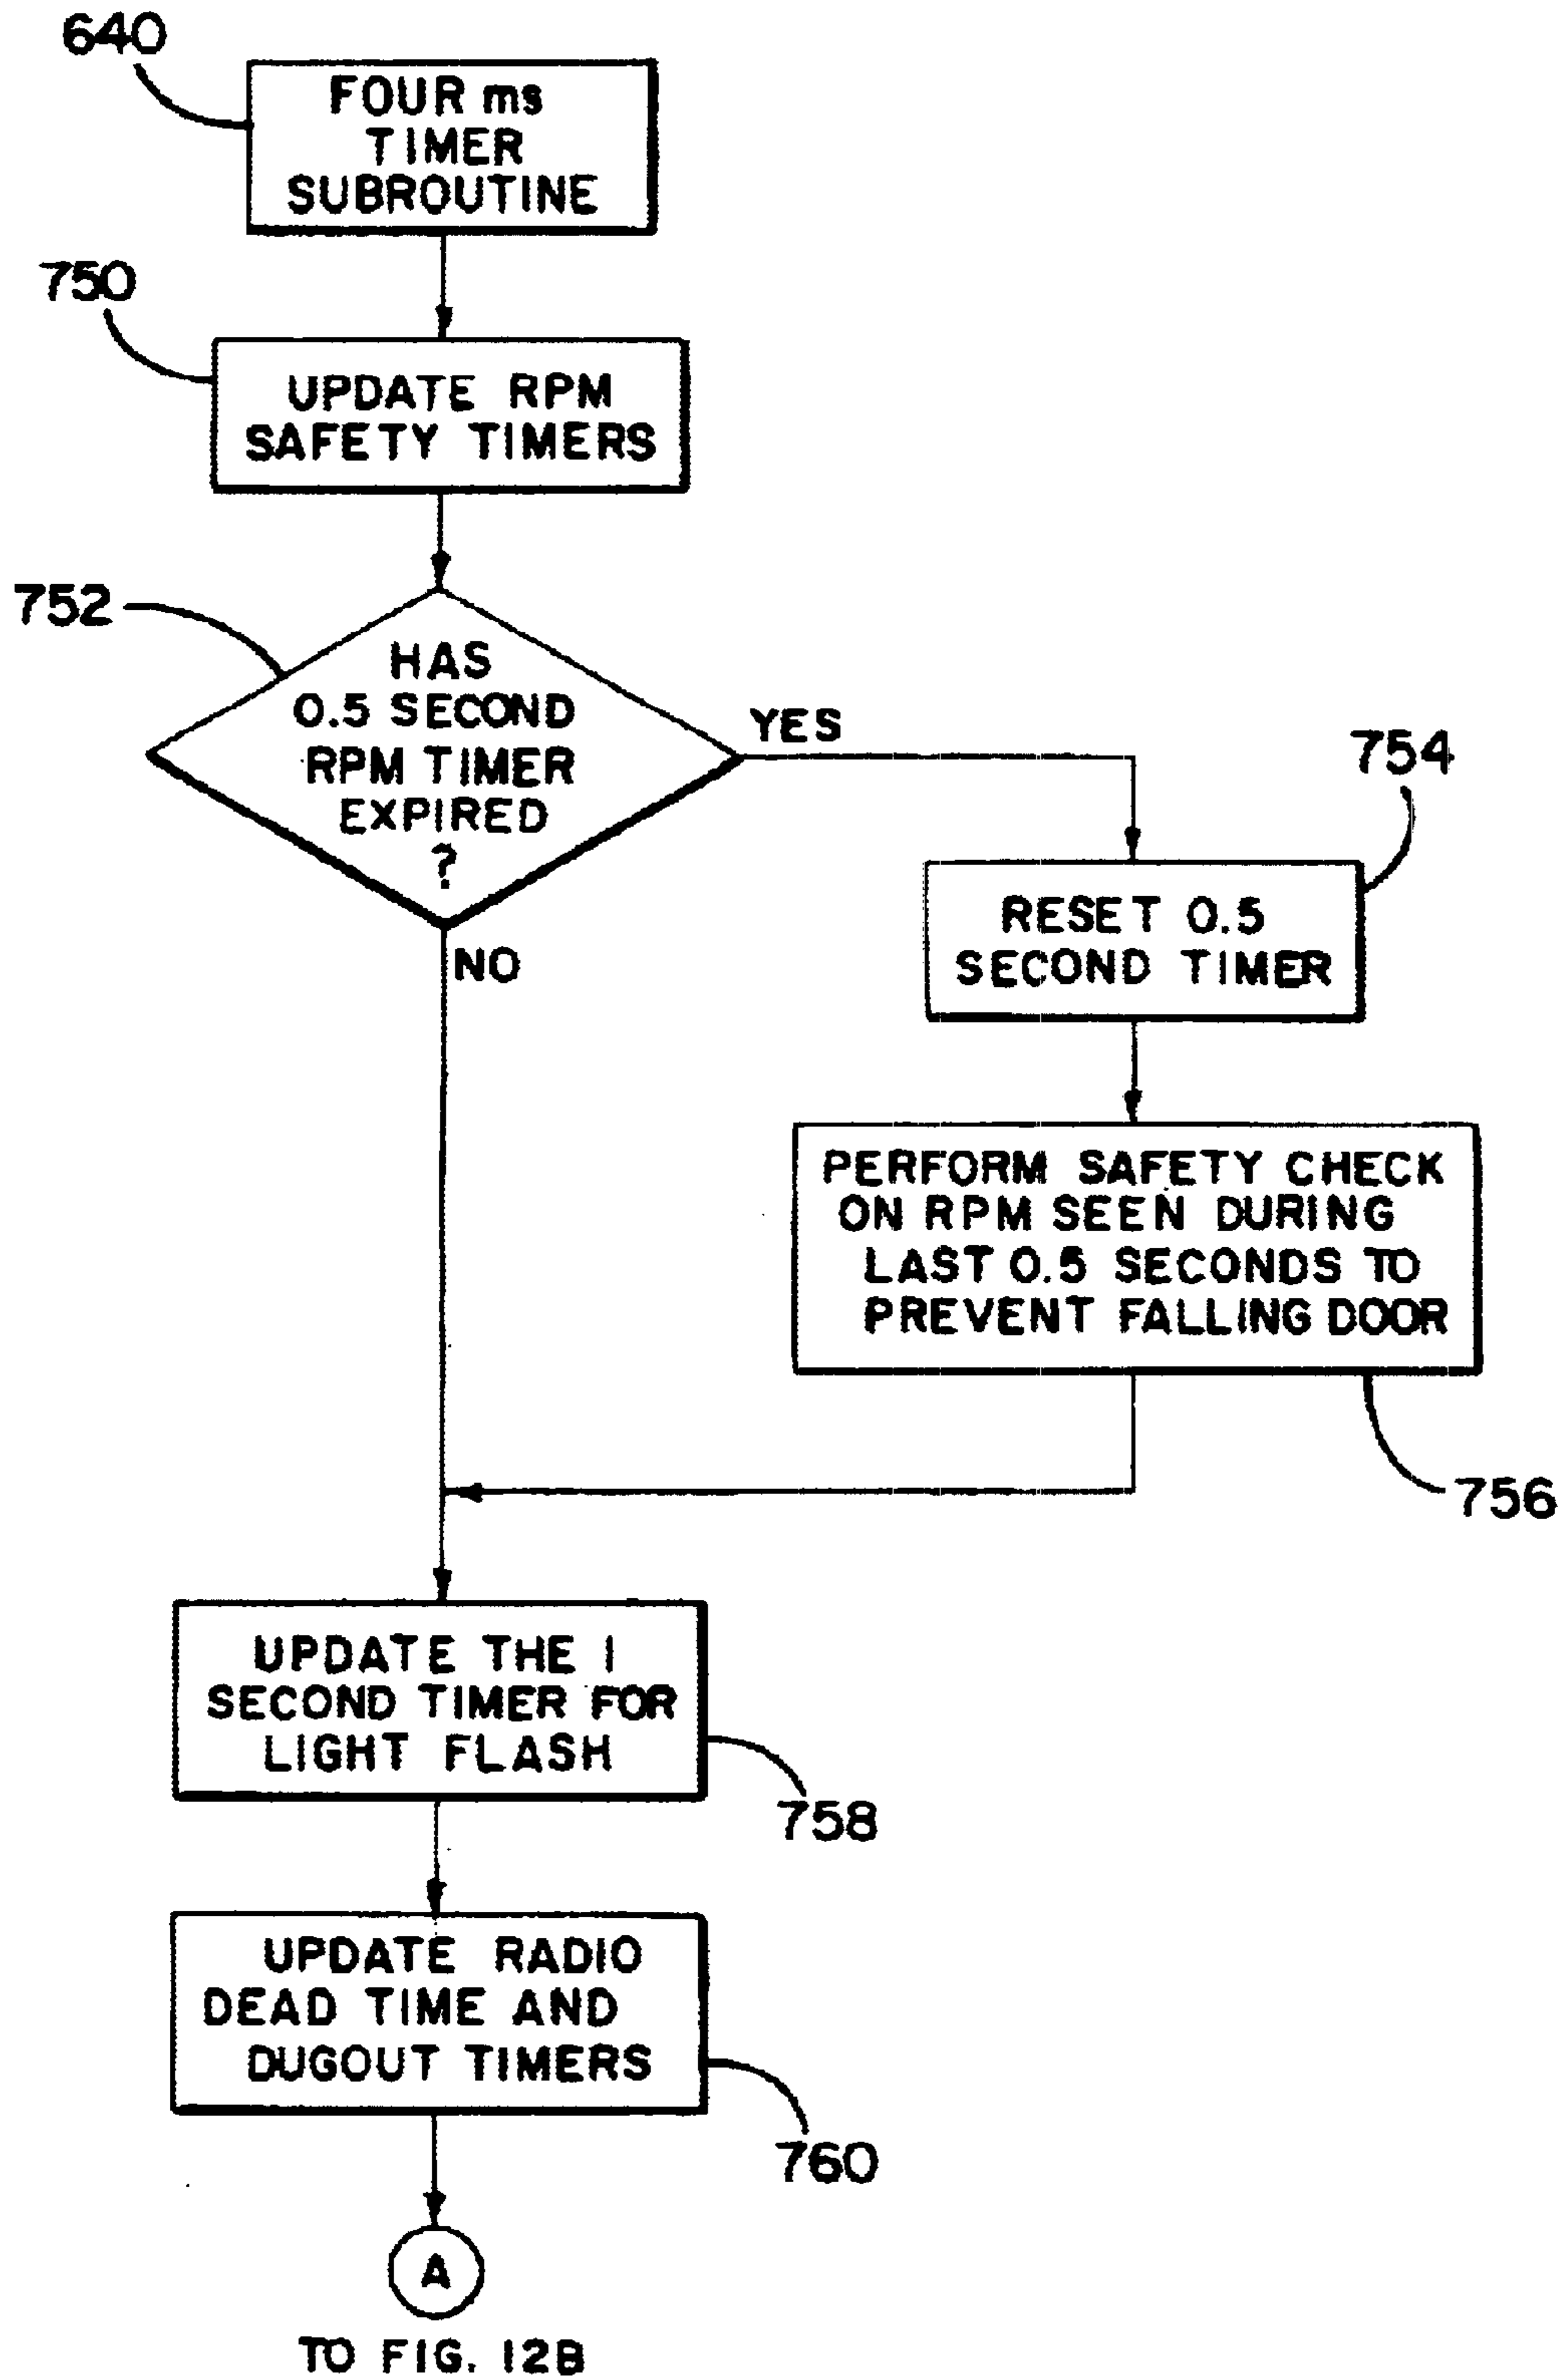 640
FOUR ms
TIMER
SUBROUTINE
750
UPDATE RPM
SAFETY TIMERS
752
HAS
0.5 SECOND
RPM TIMER
EXPIRED
?
YES
NO
754
RESET 0.5
SECOND TIMER
PERFORM SAFETY CHECK
ON RPM SEEN DURING
LAST 0.5 SECONDS TO
PREVENT FALLING DOOR
756
UPDATE THE 1
SECOND TIMER FOR
LIGHT FLASH
758
UPDATE RADIO
DEAD TIME AND
DUGOUT TIMERS
760
A
TO FIG. 12B